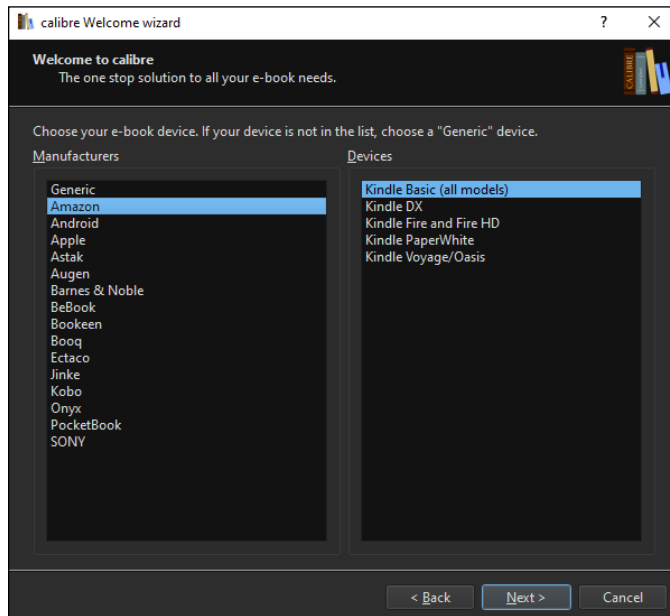 calibre Welcome wizard
?
Welcome to calibre
The one stop solution to all your e-book needs.
CALIBRE
Choose your e-book device. If your device is not in the list, choose a "Generic" device.
Manufacturers
Generic
Amazon
Android
Apple
Astak
Augen
Barnes & Noble
BeBook
Bookeen
Booq
Ectaco
Jinke
Kobo
Onyx
PocketBook
SONY
Devices
Kindle Basic (all models)
Kindle DX
Kindle Fire and Fire HD
Kindle PaperWhite
Kindle Voyage/Oasis
< Back
Next >
Cancel